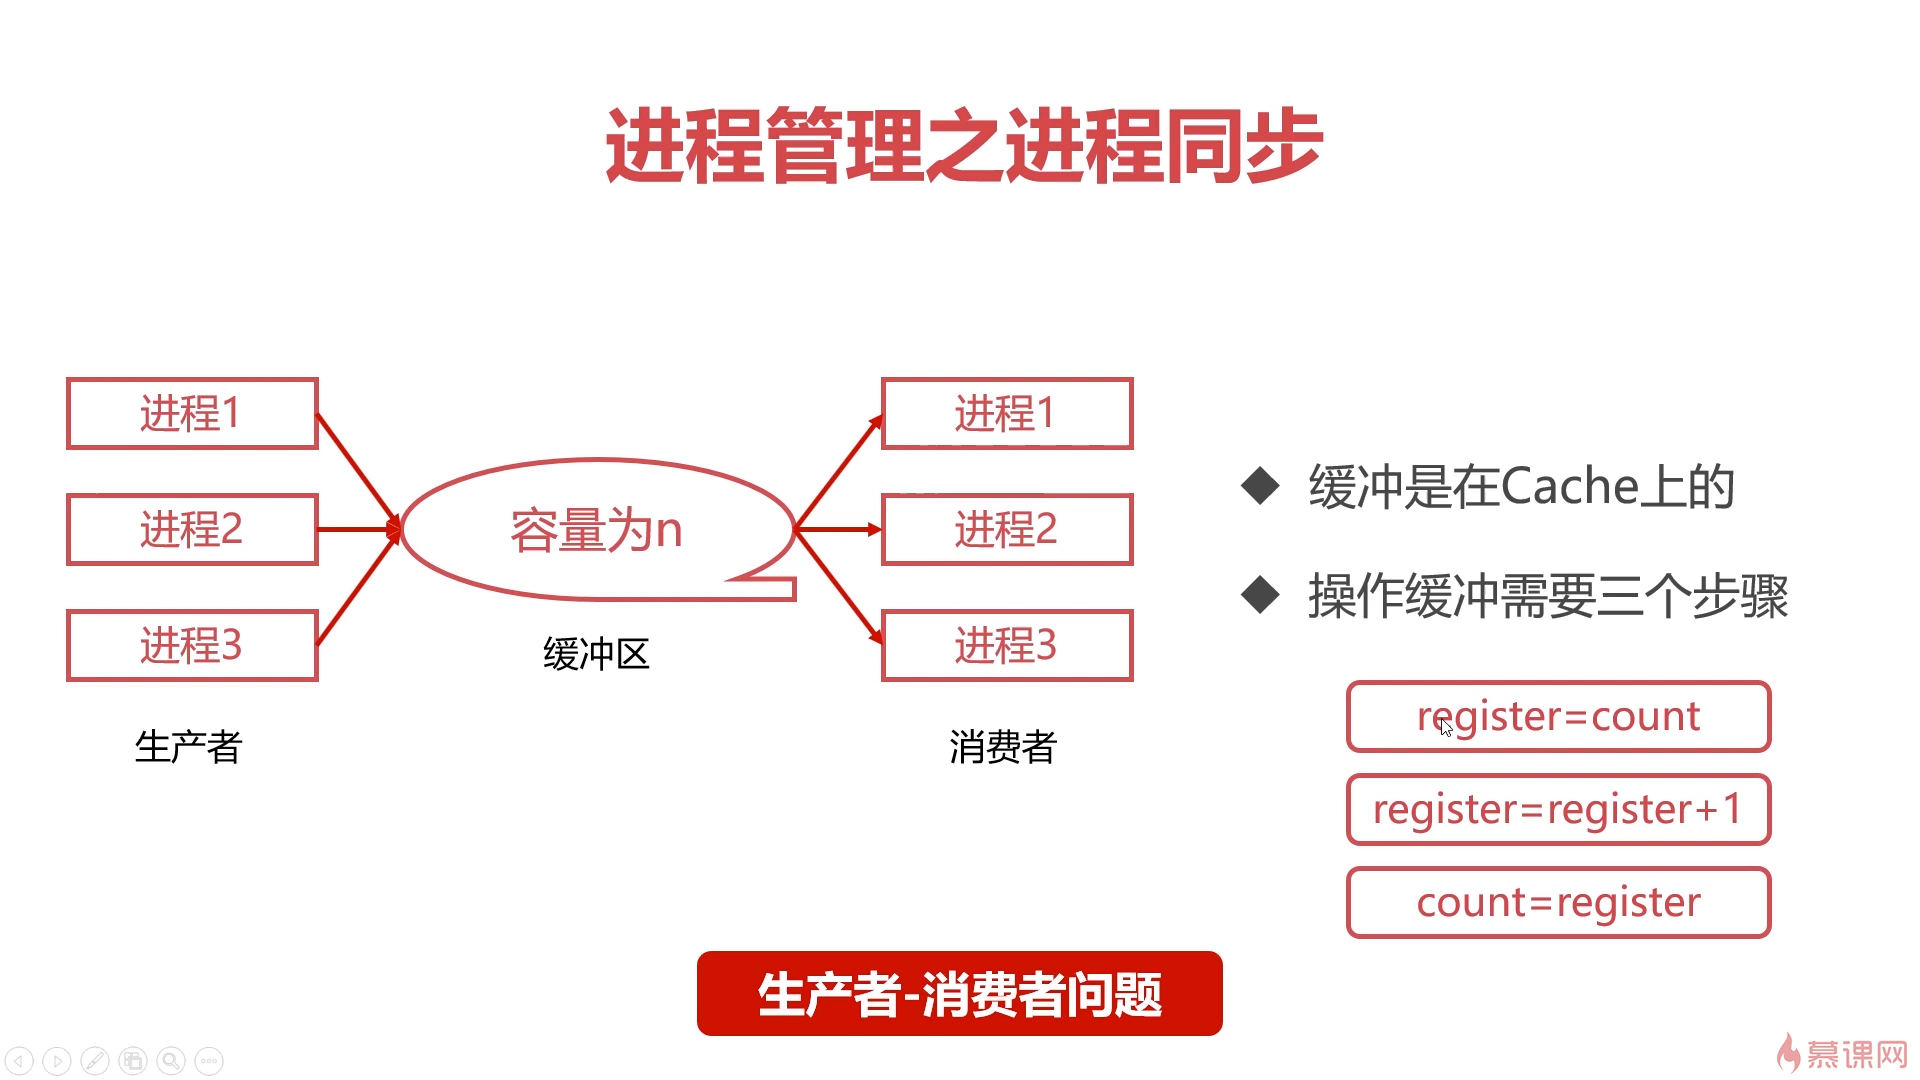 进程管理之进程同步
进程1
进程2
进程3
生产者
容量为n
缓冲区
进程1
进程2
进程3
消费者
缓冲是在Cache上的
操作缓冲需要三个步骤
register=count
register=register+1
count=register
生产者-消费者问题
慕课网